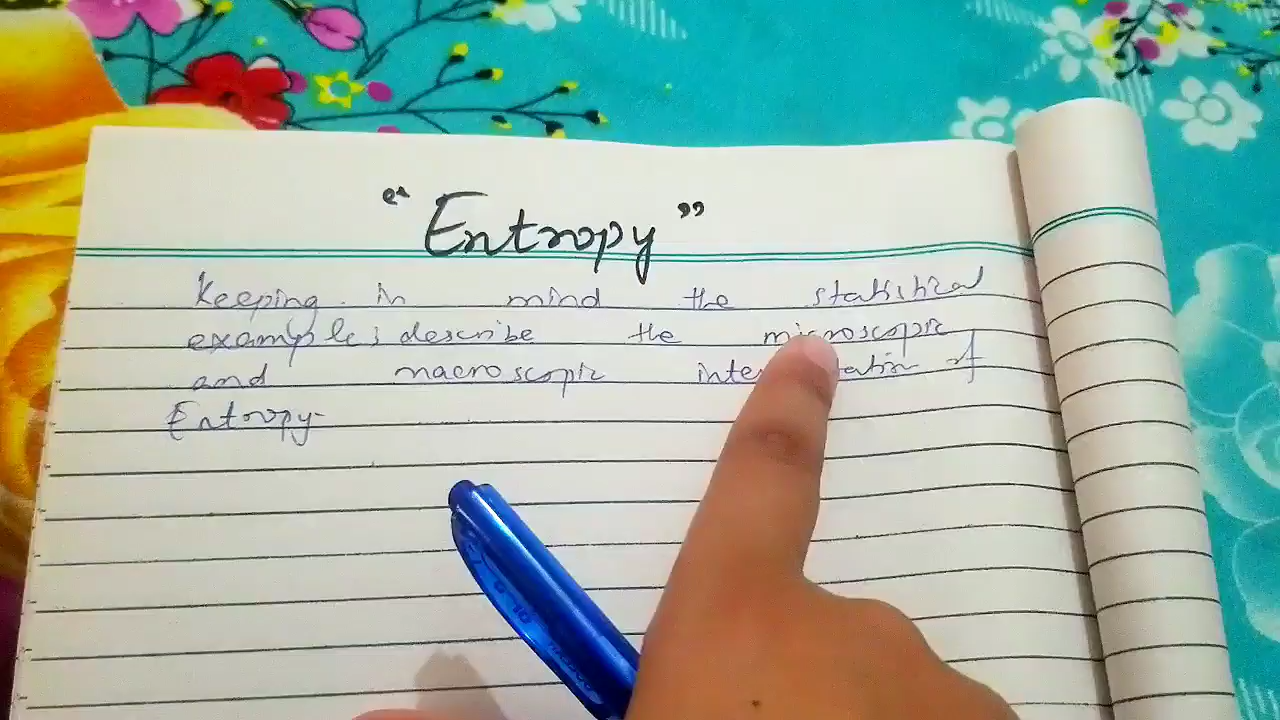 "Entropy"
Keeping in mind the statistical
examples; describe the microscopic
and macroscopic of
Entropy-